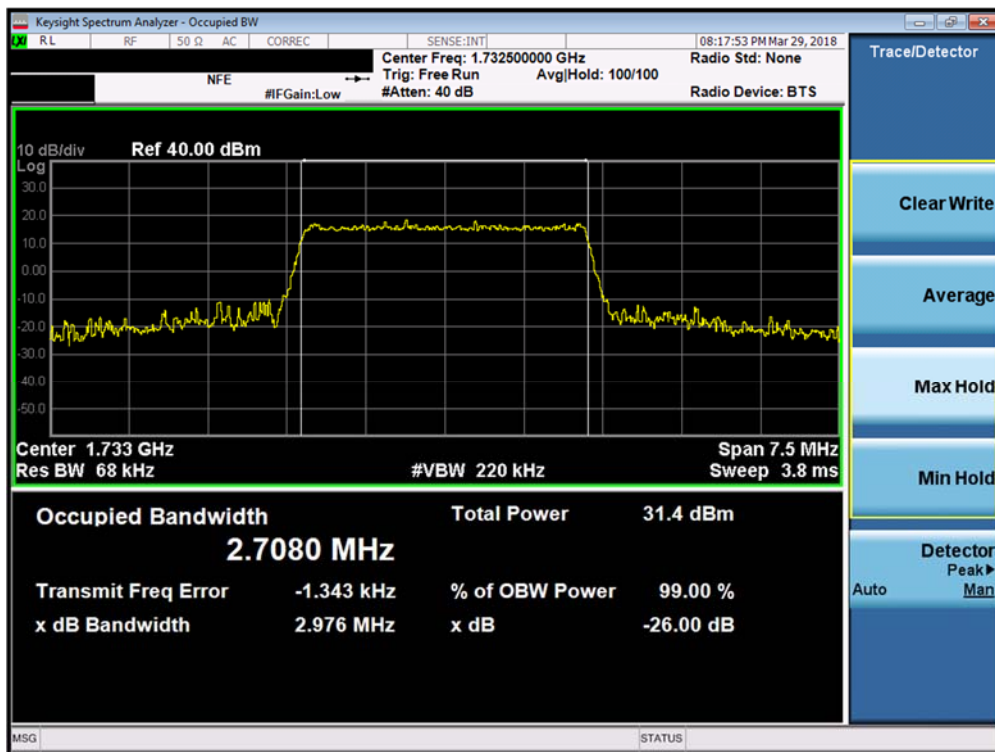 Keysight Spectrum Analyzer - Occupied BW
LXI RL RF 50 Ω AC CORREC SENSE:INT 08:17:53 PM Mar 29, 2018
Center Freq: 1.732500000 GHz Radio Std: None
NFE Trig: Free Run Avg|Hold: 100/100
#IFGain:Low #Atten: 40 dB Radio Device: BTS
10 dB/div Ref 40.00 dBm
Log
30.0
20.0
10.0
0.00
-10.0
-20.0
-30.0
-40.0
-50.0
Center 1.733 GHz Span 7.5 MHz
Res BW 68 kHz #VBW 220 kHz Sweep 3.8 ms
Occupied Bandwidth Total Power 31.4 dBm
2.7080 MHz
Transmit Freq Error -1.343 kHz % of OBW Power 99.00 %
x dB Bandwidth 2.976 MHz x dB -26.00 dB
MSG STATUS
Trace/Detector
Clear Write
Average
Max Hold
Min Hold
Detector
Peak▶
Auto Man